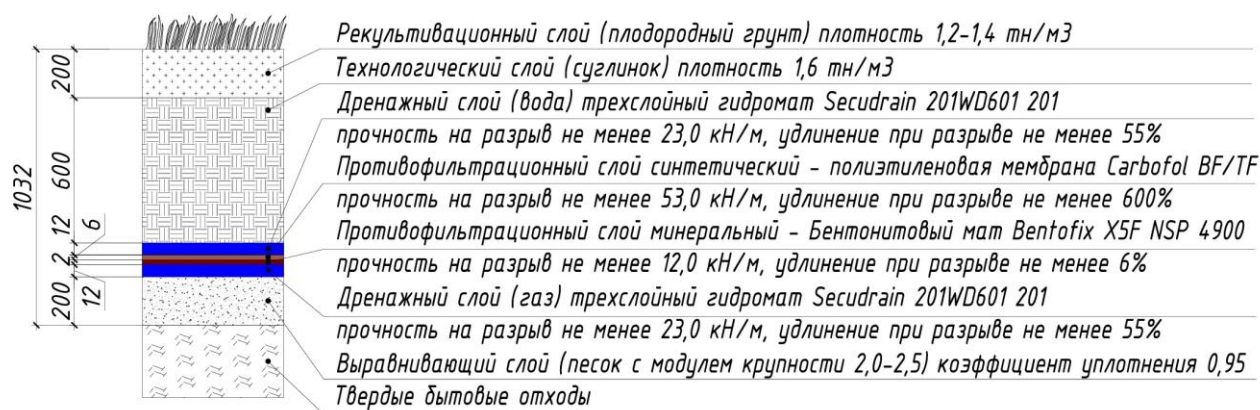 Рекультивационный слой (плодородный грунт) плотность 1,2-1,4 тн/м3
Технологический слой (суглинок) плотность 1,6 тн/м3
Дренажный слой (вода) трехслойный гидромат Secudrain 201WD601 201
прочность на разрыв не менее 23,0 кН/м, удлинение при разрыве не менее 55%
Противофильтрационный слой синтетический - полиэтиленовая мембрана Carbofol BF/TF
прочность на разрыв не менее 53,0 кН/м, удлинение при разрыве не менее 600%
Противофильтрационный слой минеральный - Бентонитовый мат Bentofix X5F NSP 4900
прочность на разрыв не менее 12,0 кН/м, удлинение при разрыве не менее 6%
Дренажный слой (газ) трехслойный гидромат Secudrain 201WD601 201
прочность на разрыв не менее 23,0 кН/м, удлинение при разрыве не менее 55%
Выравнивающий слой (песок с модулем крупности 2,0-2,5) коэффициент уплотнения 0,95
Твердые бытовые отходы
1032
200
600
12
6
2
12
200